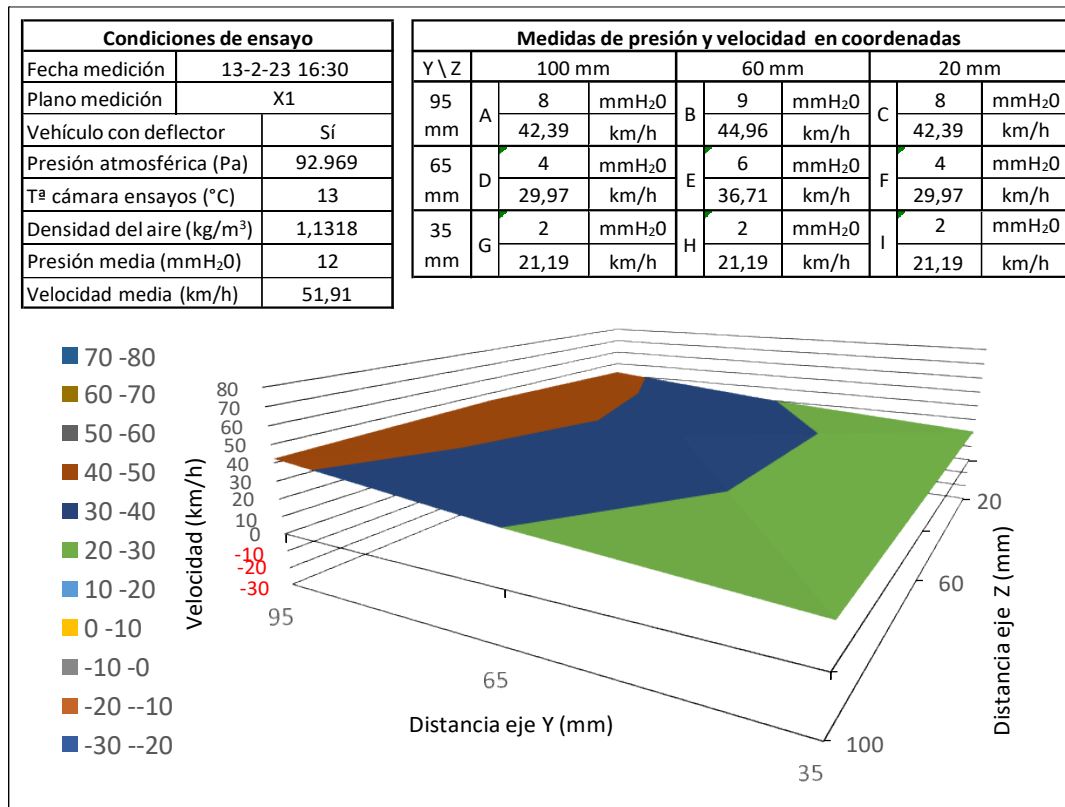 Condiciones de ensayo
Fecha medición 13-2-23 16:30
Plano medición X1
Vehículo con deflector Sí
Presión atmosférica (Pa) 92.969
Tª cámara ensayos (°C) 13
Densidad del aire (kg/m³) 1,1318
Presión media (mmH₂0) 12
Velocidad media (km/h) 51,91
Medidas de presión y velocidad en coordenadas
Y \ Z 100 mm 60 mm 20 mm
95 mm A 8 mmH₂0 B 9 mmH₂0 C 8 mmH₂0
42,39 km/h 44,96 km/h 42,39 km/h
65 mm D 4 mmH₂0 E 6 mmH₂0 F 4 mmH₂0
29,97 km/h 36,71 km/h 29,97 km/h
35 mm G 2 mmH₂0 H 2 mmH₂0 I 2 mmH₂0
21,19 km/h 21,19 km/h 21,19 km/h
70 -80
60 -70
50 -60
40 -50
30 -40
20 -30
10 -20
0 -10
-10 -0
-20 --10
-30 --20
Velocidad (km/h)
80
70
60
50
40
30
20
10
0
-10
-20
-30
95
65
35
Distancia eje Y (mm)
20
60
100
Distancia eje Z (mm)